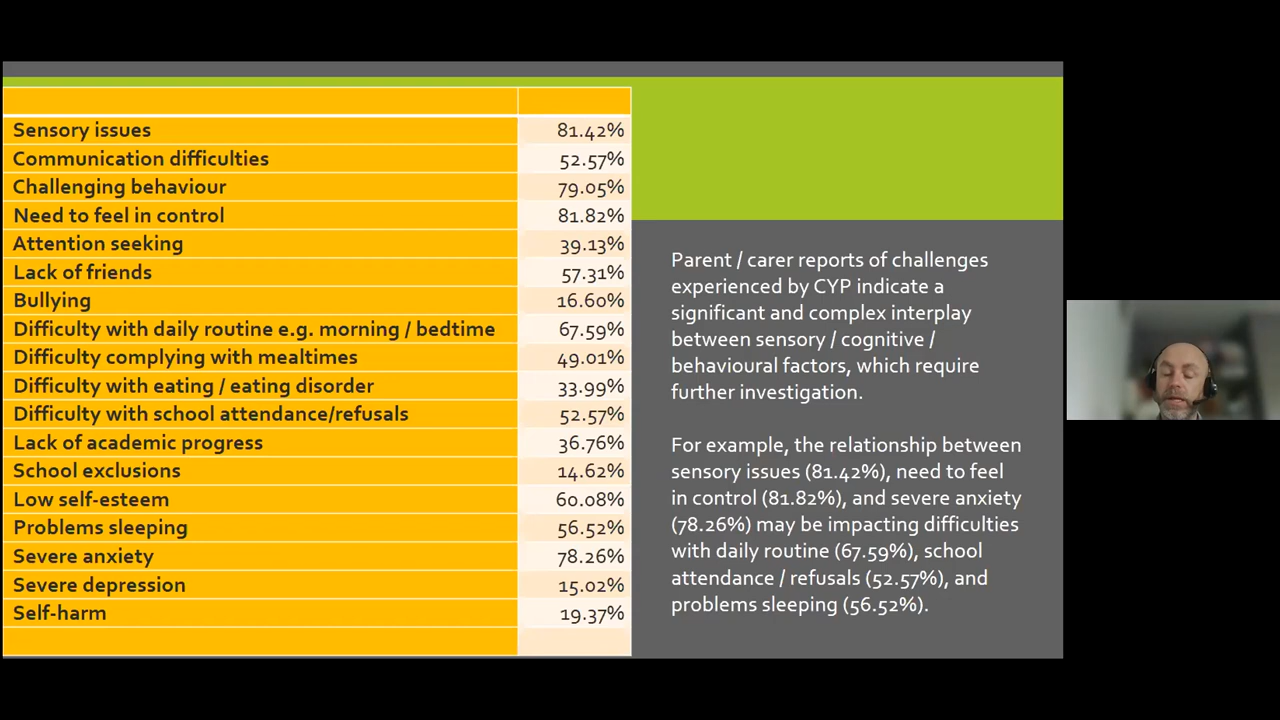 Sensory issues 81.42%
Communication difficulties 52.57%
Challenging behaviour 79.05%
Need to feel in control 81.82%
Attention seeking 39.13%
Lack of friends 57.31%
Bullying 16.60%
Difficulty with daily routine e.g. morning / bedtime 67.59%
Difficulty complying with mealtimes 49.01%
Difficulty with eating / eating disorder 33.99%
Difficulty with school attendance/refusals 52.57%
Lack of academic progress 36.76%
School exclusions 14.62%
Low self-esteem 60.08%
Problems sleeping 56.52%
Severe anxiety 78.26%
Severe depression 15.02%
Self-harm 19.37%
Parent / carer reports of challenges
experienced by CYP indicate a
significant and complex interplay
between sensory / cognitive /
behavioural factors, which require
further investigation.
For example, the relationship between
sensory issues (81.42%), need to feel
in control (81.82%), and severe anxiety
(78.26%) may be impacting difficulties
with daily routine (67.59%), school
attendance / refusals (52.57%), and
problems sleeping (56.52%).